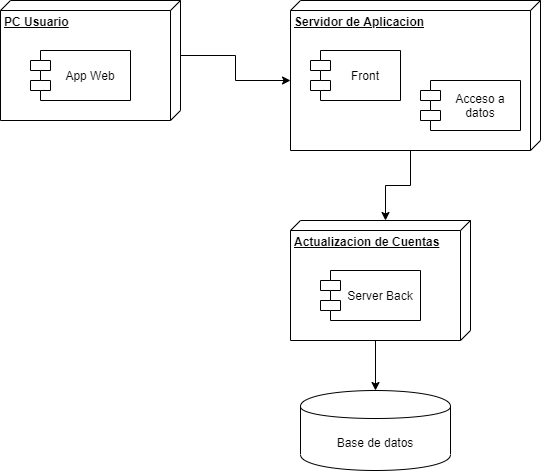 PC Usuario
Servidor de Aplicacion
App Web
Front
Acceso a
datos
Actualizacion de Cuentas
Server Back
Base de datos